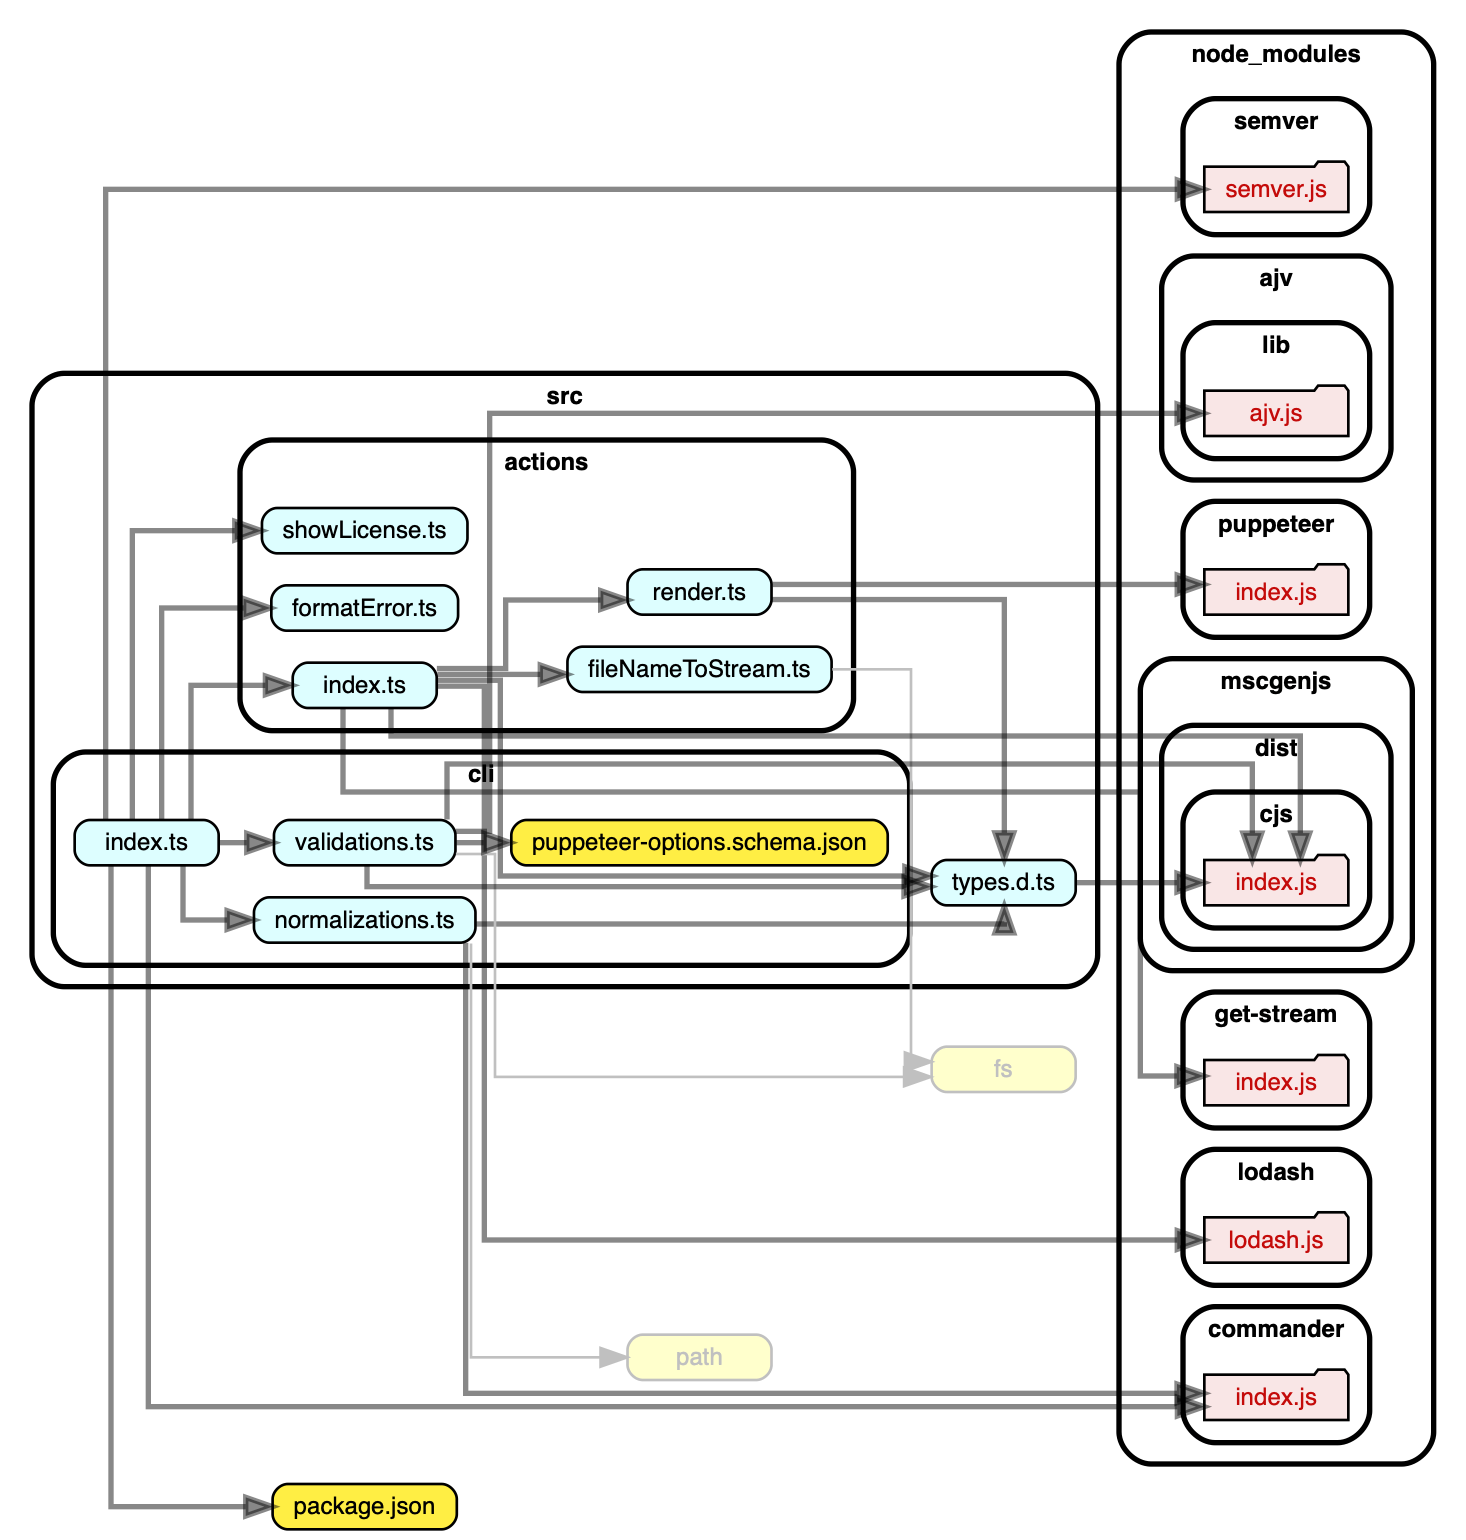 node_modules
semver
semver.js
ajv
lib
ajv.js
src
actions
showLicense.ts
formatError.ts
index.ts
render.ts
fileNameToStream.ts
puppeteer
index.js
mscgenjs
dist
cjs
index.js
cli
index.ts
validations.ts
puppeteer-options.schema.json
normalizations.ts
types.d.ts
get-stream
index.js
fs
lodash
lodash.js
path
commander
index.js
package.json